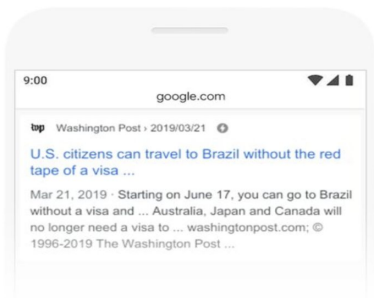 9:00
google.com
wp Washington Post › 2019/03/21
U.S. citizens can travel to Brazil without the red
tape of a visa ...
Mar 21, 2019 · Starting on June 17, you can go to Brazil
without a visa and ... Australia, Japan and Canada will
no longer need a visa to ... washingtonpost.com; ©
1996-2019 The Washington Post ...